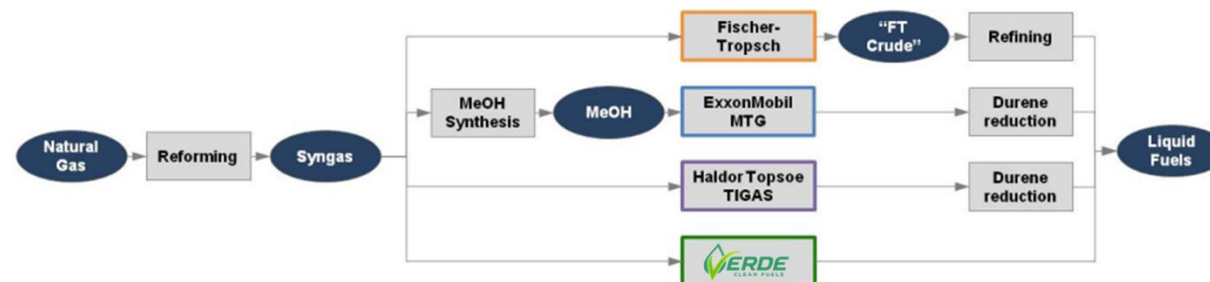 Natural
Gas
Reforming
Syngas
Fischer-
Tropsch
“FT
Crude”
Refining
MeOH
Synthesis
MeOH
ExxonMobil
MTG
Durene
reduction
Haldor Topsoe
TIGAS
Durene
reduction
VERDE
CLEAN FUELS
Liquid
Fuels